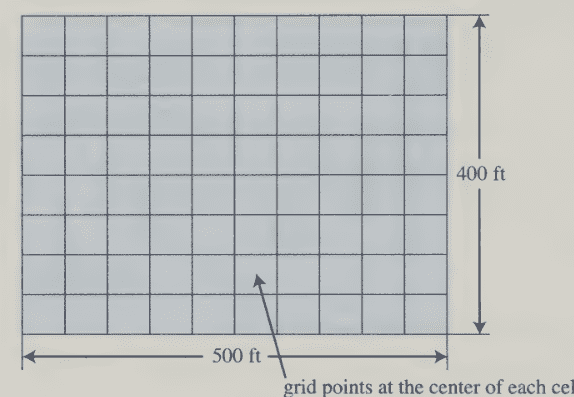 400 ft
500 ft
grid points at the center of each cel